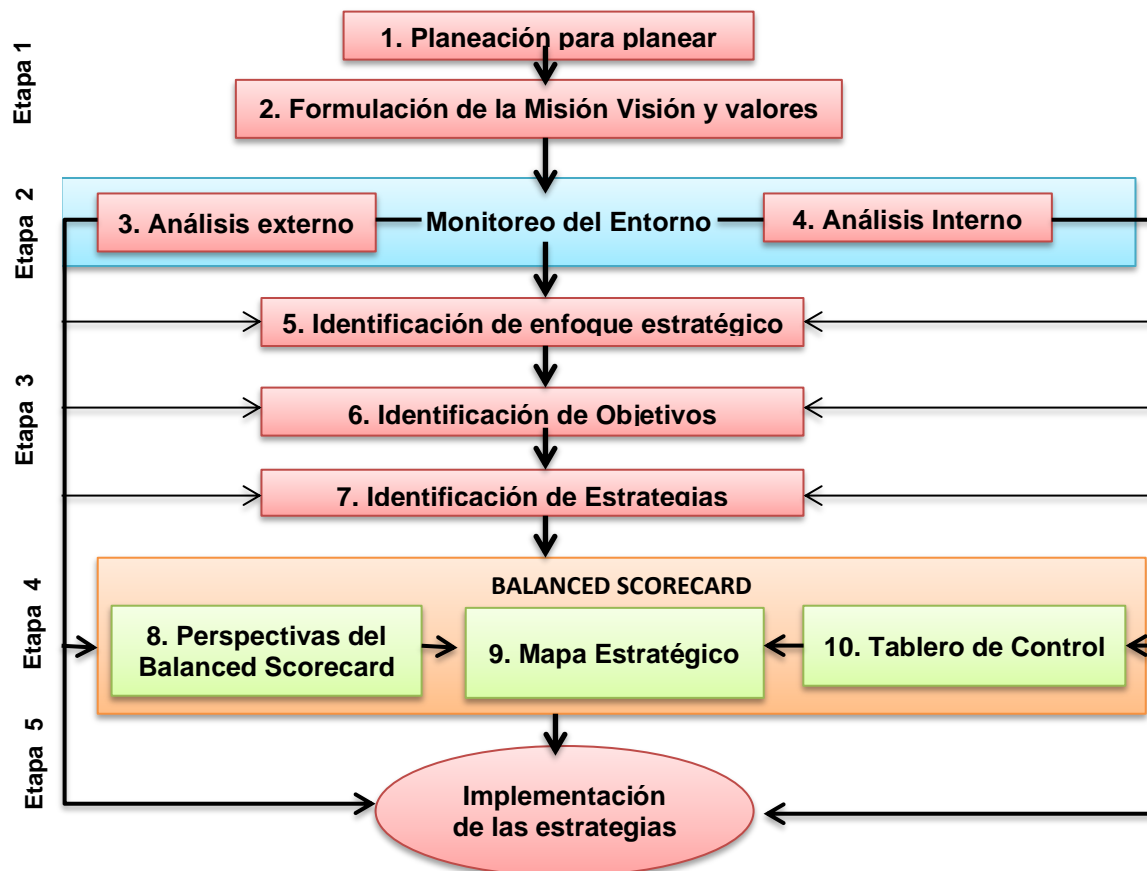 Etapa 1
1. Planeación para planear
2. Formulación de la Misión Visión y valores
Etapa 2
3. Análisis externo
Monitoreo del Entorno
4. Análisis Interno
5. Identificación de enfoque estratégico
Etapa 3
6. Identificación de Objetivos
7. Identificación de Estrategias
Etapa 4
BALANCED SCORECARD
8. Perspectivas del
Balanced Scorecard
9. Mapa Estratégico
10. Tablero de Control
Etapa 5
Implementación
de las estrategias